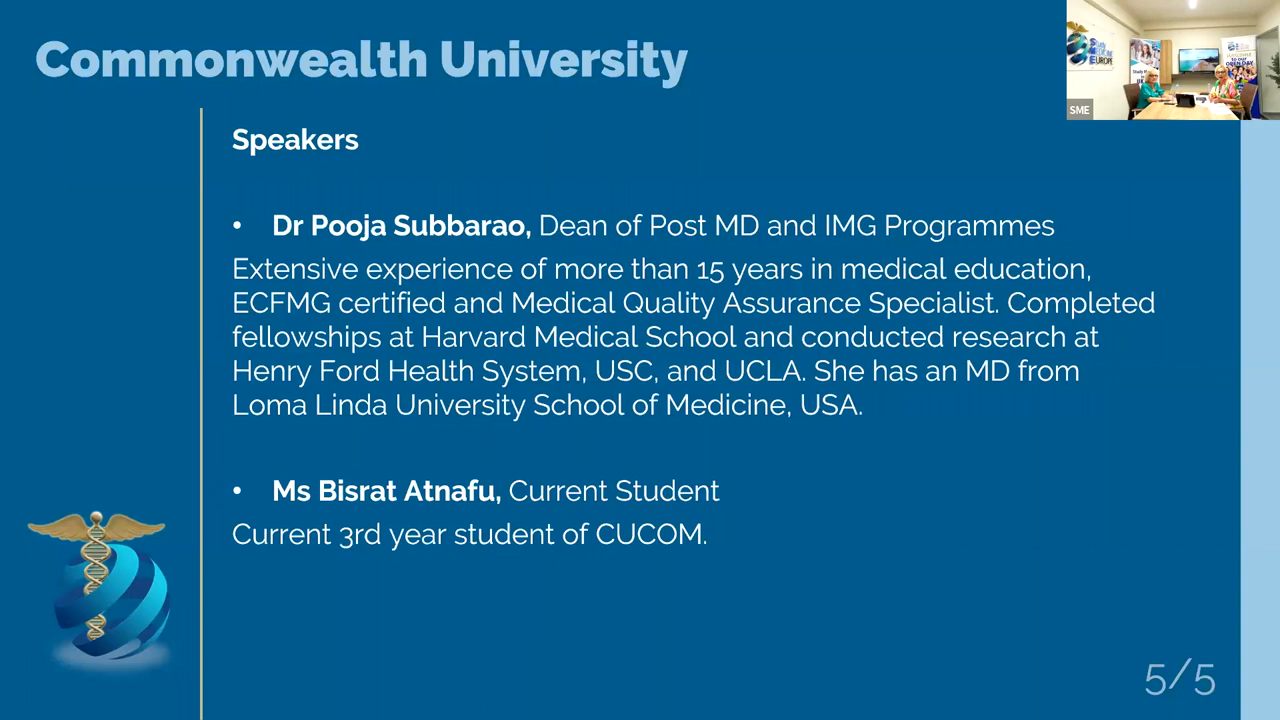 Commonwealth University
Speakers
• Dr Pooja Subbarao, Dean of Post MD and IMG Programmes
Extensive experience of more than 15 years in medical education,
ECFMG certified and Medical Quality Assurance Specialist. Completed
fellowships at Harvard Medical School and conducted research at
Henry Ford Health System, USC, and UCLA. She has an MD from
Loma Linda University School of Medicine, USA.
• Ms Bisrat Atnafu, Current Student
Current 3rd year student of CUCOM.
5/5
SME
EUROPE
OPEN DAY